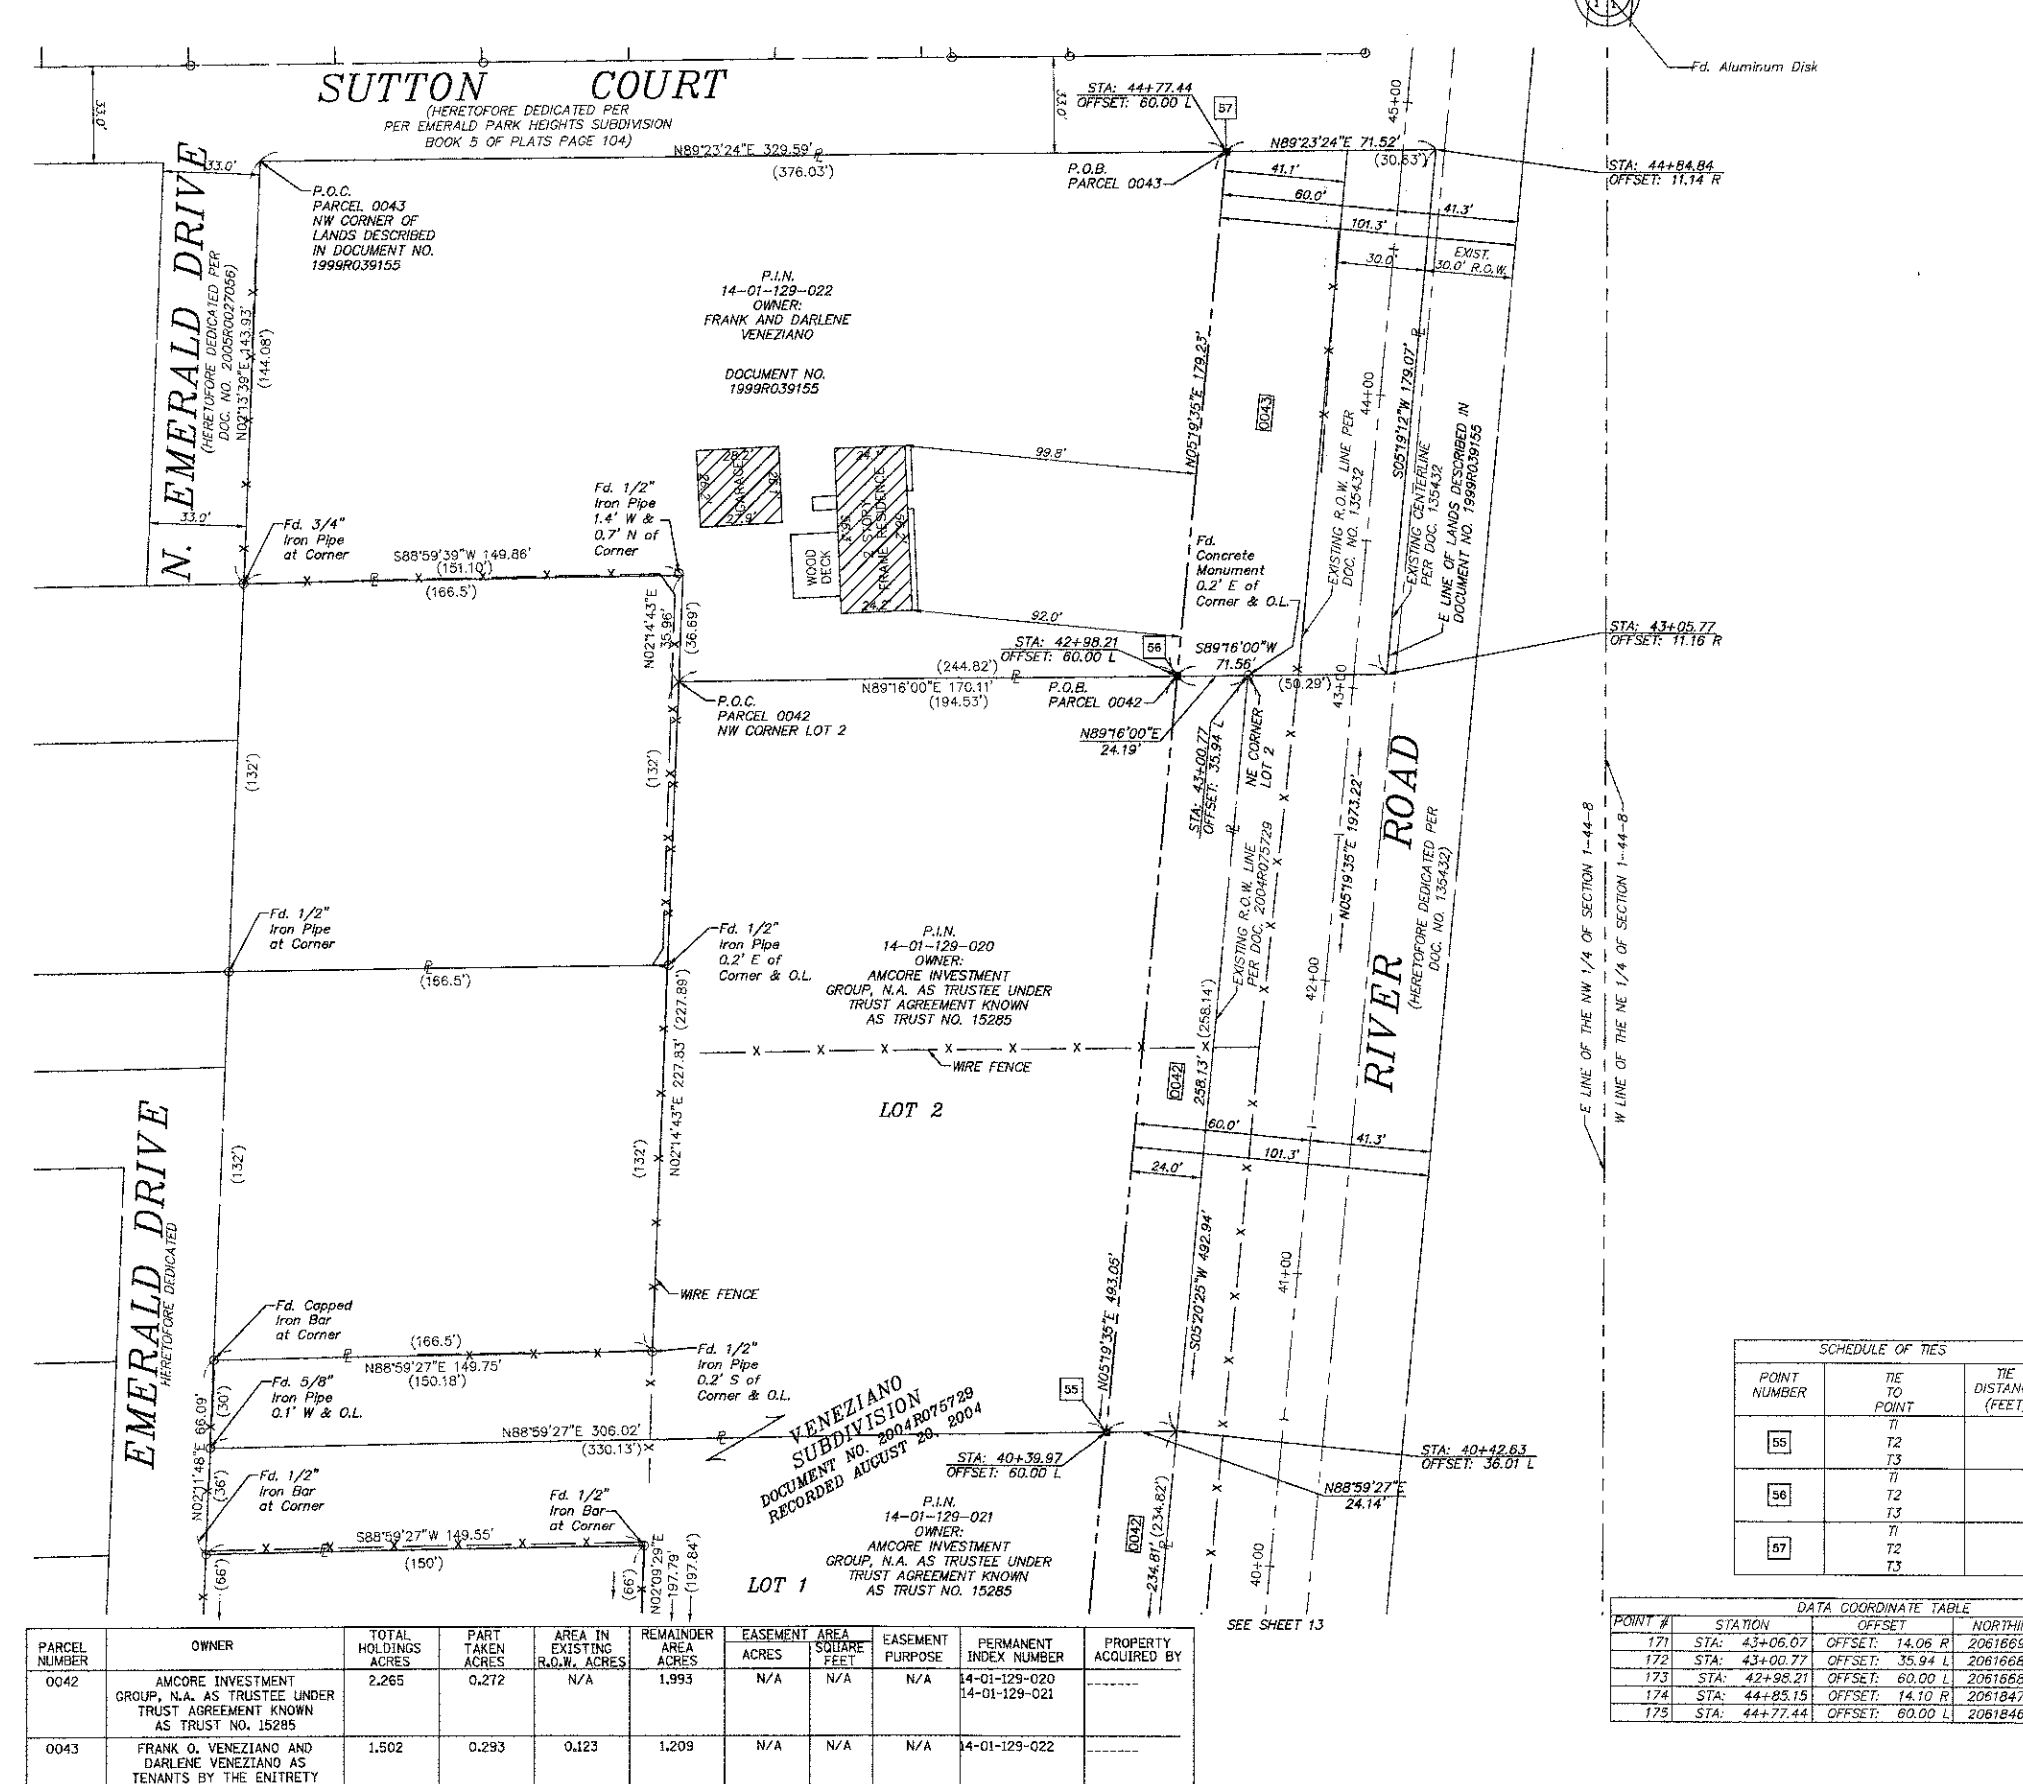 Fd. Aluminum Disk
SUTTON COURT
(HERETOFORE DEDICATED PER
PER EMERALD PARK HEIGHTS SUBDIVISION
BOOK 5 OF PLATS PAGE 104)
33.0'
33.0'
33.0'
STA: 44+77.44
OFFSET: 60.00 L
57
45+00
N89°23'24"E 329.59'
(376.03')
N89°23'24"E 71.52'
(30.63')
P.O.B.
PARCEL 0043
STA: 44+84.84
OFFSET: 11.14 R
41.1'
60.0'
41.3'
101.3'
30.0'
EXIST.
30.0' R.O.W.
P.O.C.
PARCEL 0043
NW CORNER OF
LANDS DESCRIBED
IN DOCUMENT NO.
1999R039155
N. EMERALD DRIVE
(HERETOFORE DEDICATED PER
DOC. NO. 2005R0027056)
N02°13'39"E 143.93'
(144.08')
33.0'
P.I.N.
14-01-129-022
OWNER:
FRANK AND DARLENE
VENEZIANO
DOCUMENT NO.
1999R039155
N05°19'35"E 179.23'
0043
44+00
S05°19'12"W 179.07'
EXISTING R.O.W. LINE PER
DOC. NO. 135432
EXISTING CENTERLINE
PER DOC. 135432
E LINE OF LANDS DESCRIBED IN
DOCUMENT NO. 1999R039155
28.2'
GARAGE
27.9'
24.1'
2 STORY
FRAME RESIDENCE
24.2'
WOOD
DECK
99.8'
92.0'
Fd. 1/2"
Iron Pipe
1.4' W &
0.7' N of
Corner
Fd. 3/4"
Iron Pipe
at Corner
S88°59'39"W 149.86'
(151.10')
(166.5')
N02°14'43"E
35.96'
(36.69')
Fd.
Concrete
Monument
0.2' E of
Corner & O.L.
STA: 42+98.21
OFFSET: 60.00 L
56
S89°16'00"W
71.56'
(50.29')
43+00
STA: 43+05.77
OFFSET: 11.16 R
(244.82')
N89°16'00"E 170.11'
(194.53')
P.O.B.
PARCEL 0042
P.O.C.
PARCEL 0042
NW CORNER LOT 2
N89°16'00"E
24.19'
STA: 43+00.77
OFFSET: 35.94 L
NE CORNER
LOT 2
(132')
(132')
N05°19'35"E 1973.22'
RIVER ROAD
(HERETOFORE DEDICATED PER
DOC. NO. 135432)
E LINE OF THE NW 1/4 OF SECTION 1-44-8
W LINE OF THE NE 1/4 OF SECTION 1-44-8
EXISTING R.O.W. LINE
PER DOC. 2004R075729
Fd. 1/2"
Iron Pipe
at Corner
(166.5')
Fd. 1/2"
Iron Pipe
0.2' E of
Corner & O.L.
P.I.N.
14-01-129-020
OWNER:
AMCORE INVESTMENT
GROUP, N.A. AS TRUSTEE UNDER
TRUST AGREEMENT KNOWN
AS TRUST NO. 15285
42+00
WIRE FENCE
LOT 2
0042
258.13' (258.14')
N02°14'43"E 227.83' (227.89')
(132')
(132')
60.0'
41.3'
101.3'
24.0'
EMERALD DRIVE
HERETOFORE DEDICATED
N05°19'35"E 493.05'
S05°20'25"W 492.94'
41+00
WIRE FENCE
Fd. Capped
Iron Bar
at Corner
(166.5')
N88°59'27"E 149.75'
(150.18')
Fd. 1/2"
Iron Pipe
0.2' S of
Corner & O.L.
Fd. 5/8"
Iron Pipe
0.1' W & O.L.
N02°11'48"E 66.09'
(30')
(36')
N88°59'27"E 306.02'
(330.13')
VENEZIANO
SUBDIVISION
DOCUMENT NO. 2004R075729
RECORDED AUGUST 20, 2004
55
STA: 40+39.97
OFFSET: 60.00 L
STA: 40+42.63
OFFSET: 36.01 L
N88°59'27"E
24.14'
Fd. 1/2"
Iron Bar
at Corner
Fd. 1/2"
Iron Bar
at Corner
S88°59'27"W 149.55'
(150')
(66')
(66')
N02°09'29"E
197.79'
(197.84')
LOT 1
P.I.N.
14-01-129-021
OWNER:
AMCORE INVESTMENT
GROUP, N.A. AS TRUSTEE UNDER
TRUST AGREEMENT KNOWN
AS TRUST NO. 15285
0042
234.81' (234.82')
40+00
SEE SHEET 13
SCHEDULE OF TIES
POINT NUMBER TIE TO POINT TIE
55 T1 T2 T3
56 T1 T2 T3
57 T1 T2 T3
DATA COORDINATE TABLE
POINT # STATION OFFSET
171 STA: 43+06.07 OFFSET: 14.06 R 2061669
172 STA: 43+00.77 OFFSET: 35.94 L 2061668
173 STA: 42+98.21 OFFSET: 60.00 L 2061668
174 STA: 44+85.15 OFFSET: 14.10 R 2061847
175 STA: 44+77.44 OFFSET: 60.00 L 2061846
PARCEL NUMBER OWNER TOTAL HOLDINGS ACRES PART TAKEN ACRES AREA IN EXISTING R.O.W. ACRES REMAINDER AREA ACRES EASEMENT AREA ACRES SQUARE FEET EASEMENT PURPOSE PERMANENT INDEX NUMBER PROPERTY ACQUIRED BY
0042 AMCORE INVESTMENT 2.265 0.272 N/A 1.993 N/A N/A N/A 14-01-129-020
GROUP, N.A. AS TRUSTEE UNDER 14-01-129-021
TRUST AGREEMENT KNOWN
AS TRUST NO. 15285
0043 FRANK O. VENEZIANO AND 1.502 0.293 0.123 1.209 N/A N/A N/A 14-01-129-022
DARLENE VENEZIANO AS
TENANTS BY THE ENITRETY